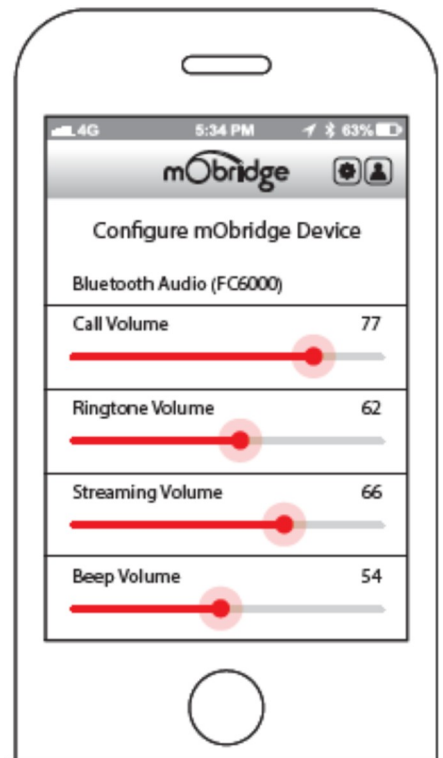 4G 5:34 PM 63%
mObridge
Configure mObridge Device
Bluetooth Audio (FC6000)
Call Volume 77
Ringtone Volume 62
Streaming Volume 66
Beep Volume 54